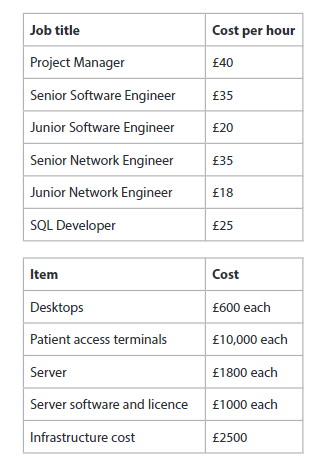 Job title Cost per hour
Project Manager £40
Senior Software Engineer £35
Junior Software Engineer £20
Senior Network Engineer £35
Junior Network Engineer £18
SQL Developer £25
Item Cost
Desktops £600 each
Patient access terminals £10,000 each
Server £1800 each
Server software and licence £1000 each
Infrastructure cost £2500